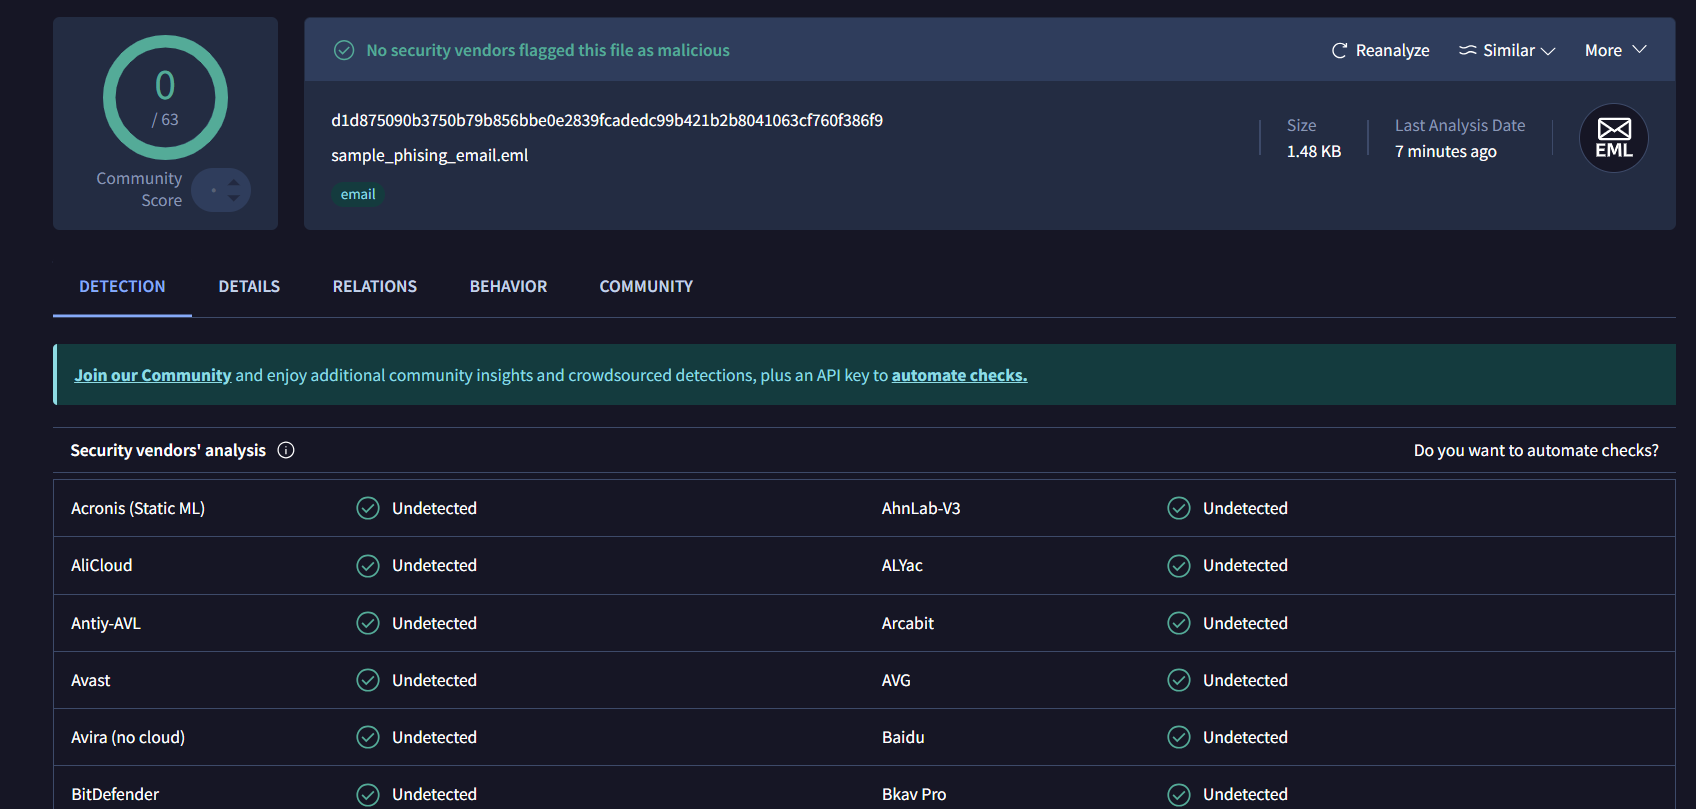 0
/ 63
Community
Score
No security vendors flagged this file as malicious
Reanalyze
Similar
More
d1d875090b3750b79b856bbe0e2839fcadedc99b421b2b8041063cf760f386f9
sample_phising_email.eml
email
Size
1.48 KB
Last Analysis Date
7 minutes ago
EML
DETECTION
DETAILS
RELATIONS
BEHAVIOR
COMMUNITY
Join our Community and enjoy additional community insights and crowdsourced detections, plus an API key to automate checks.
Security vendors' analysis
Do you want to automate checks?
Acronis (Static ML)
Undetected
AhnLab-V3
Undetected
AliCloud
Undetected
ALYac
Undetected
Antiy-AVL
Undetected
Arcabit
Undetected
Avast
Undetected
AVG
Undetected
Avira (no cloud)
Undetected
Baidu
Undetected
BitDefender
Undetected
Bkav Pro
Undetected